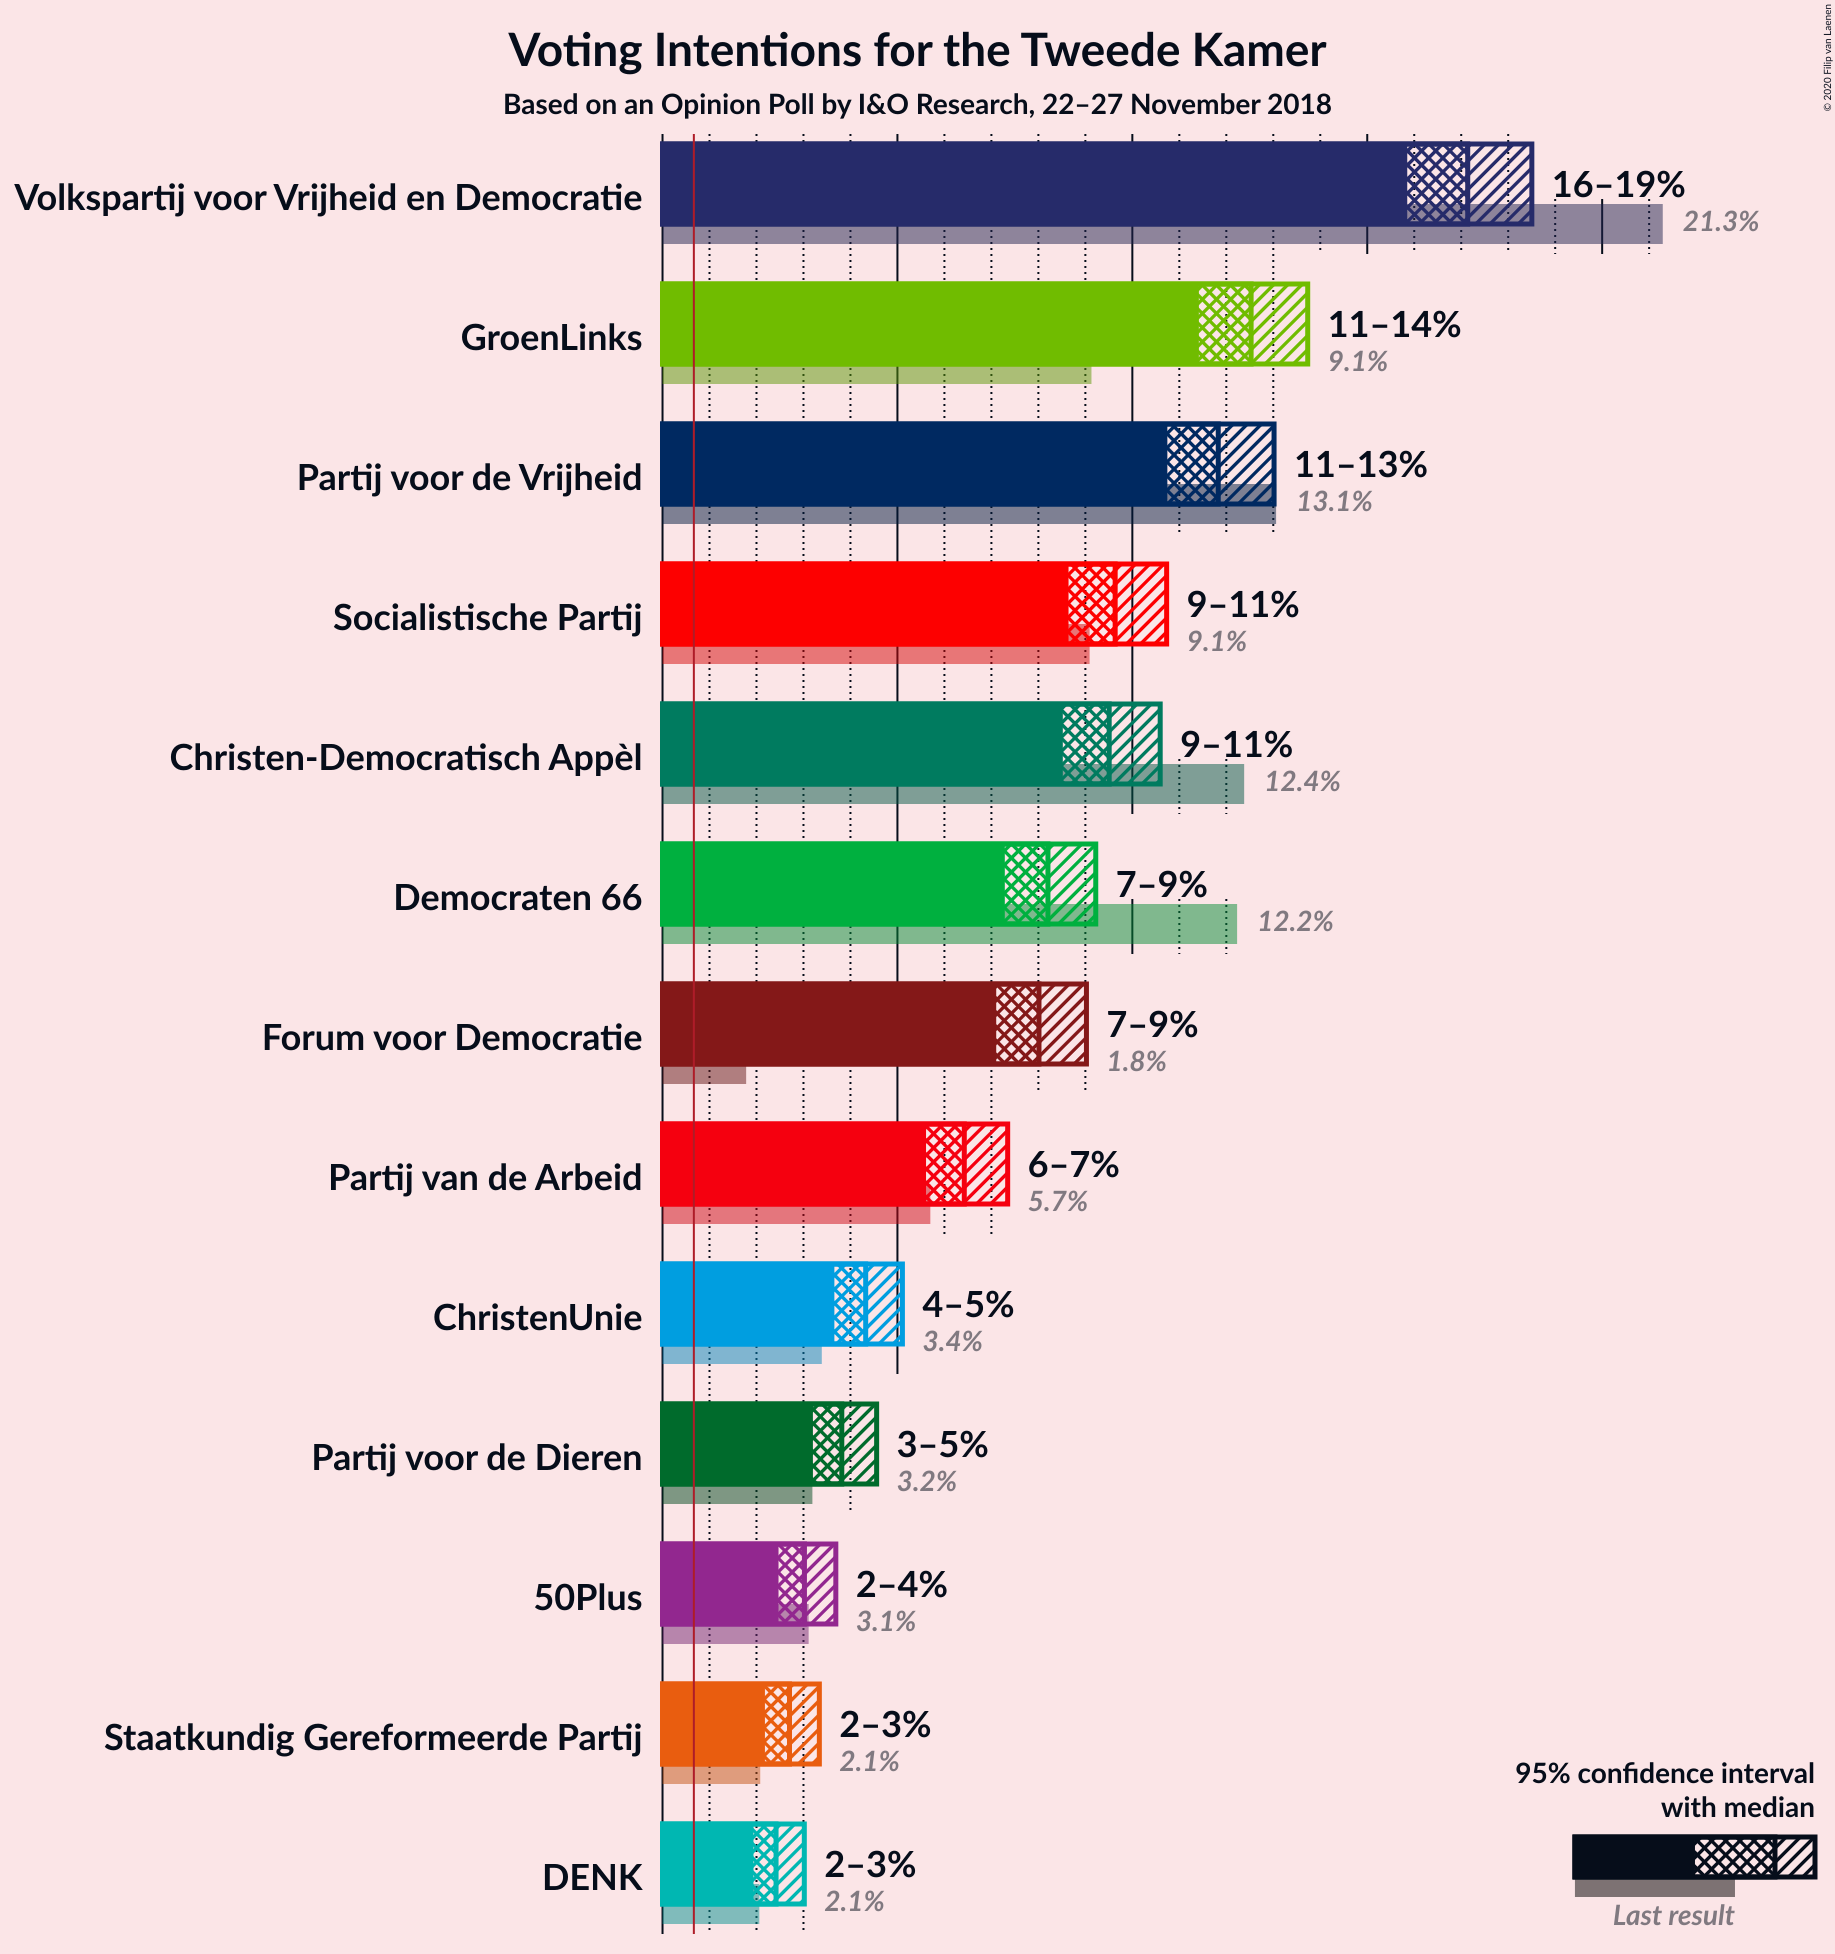 Voting Intentions for the Tweede Kamer
Based on an Opinion Poll by I&O Research, 22–27 November 2018
© 2020 Filip van Laenen
Volkspartij voor Vrijheid en Democratie
16–19%
21.3%
GroenLinks
11–14%
9.1%
Partij voor de Vrijheid
11–13%
13.1%
Socialistische Partij
9–11%
9.1%
Christen-Democratisch Appèl
9–11%
12.4%
Democraten 66
7–9%
12.2%
Forum voor Democratie
7–9%
1.8%
Partij van de Arbeid
6–7%
5.7%
ChristenUnie
4–5%
3.4%
Partij voor de Dieren
3–5%
3.2%
50Plus
2–4%
3.1%
Staatkundig Gereformeerde Partij
2–3%
2.1%
DENK
2–3%
2.1%
95% confidence interval
with median
Last result